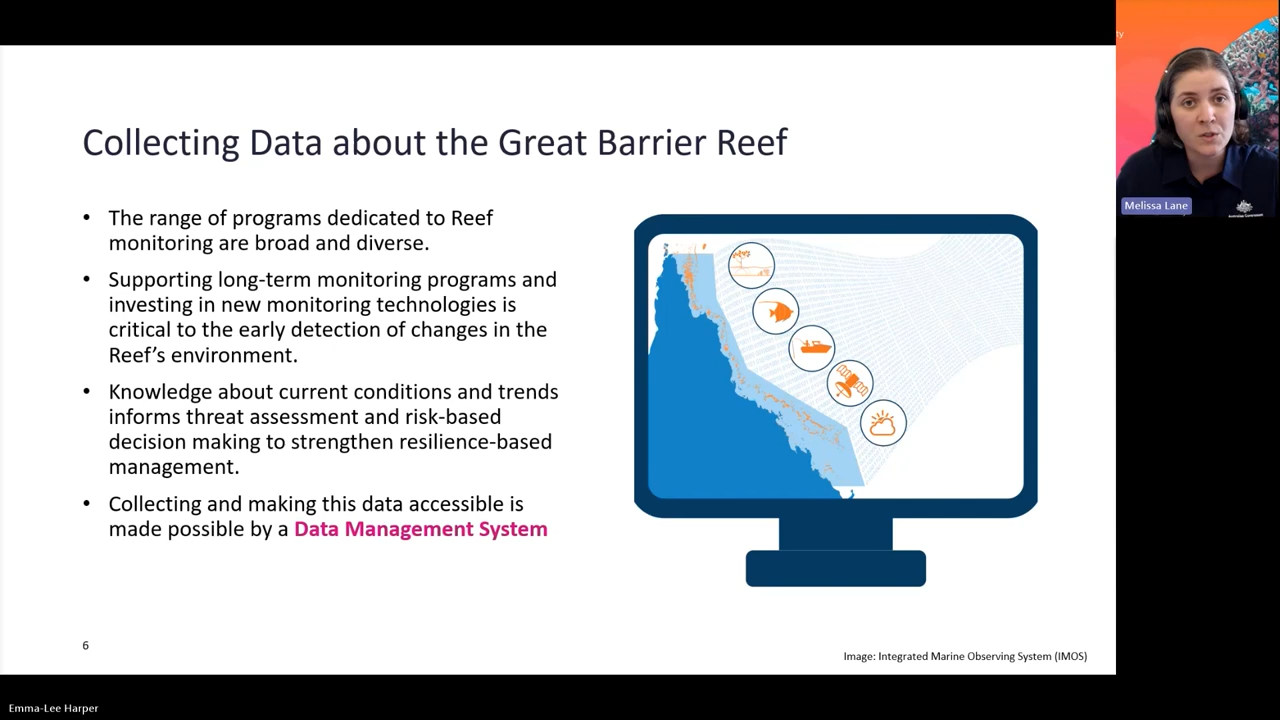 Collecting Data about the Great Barrier Reef
• The range of programs dedicated to Reef
monitoring are broad and diverse.
• Supporting long-term monitoring programs and
investing in new monitoring technologies is
critical to the early detection of changes in the
Reef’s environment.
• Knowledge about current conditions and trends
informs threat assessment and risk-based
decision making to strengthen resilience-based
management.
• Collecting and making this data accessible is
made possible by a Data Management System
6
Image: Integrated Marine Observing System (IMOS)
ty
Melissa Lane
Australian Government
Emma-Lee Harper